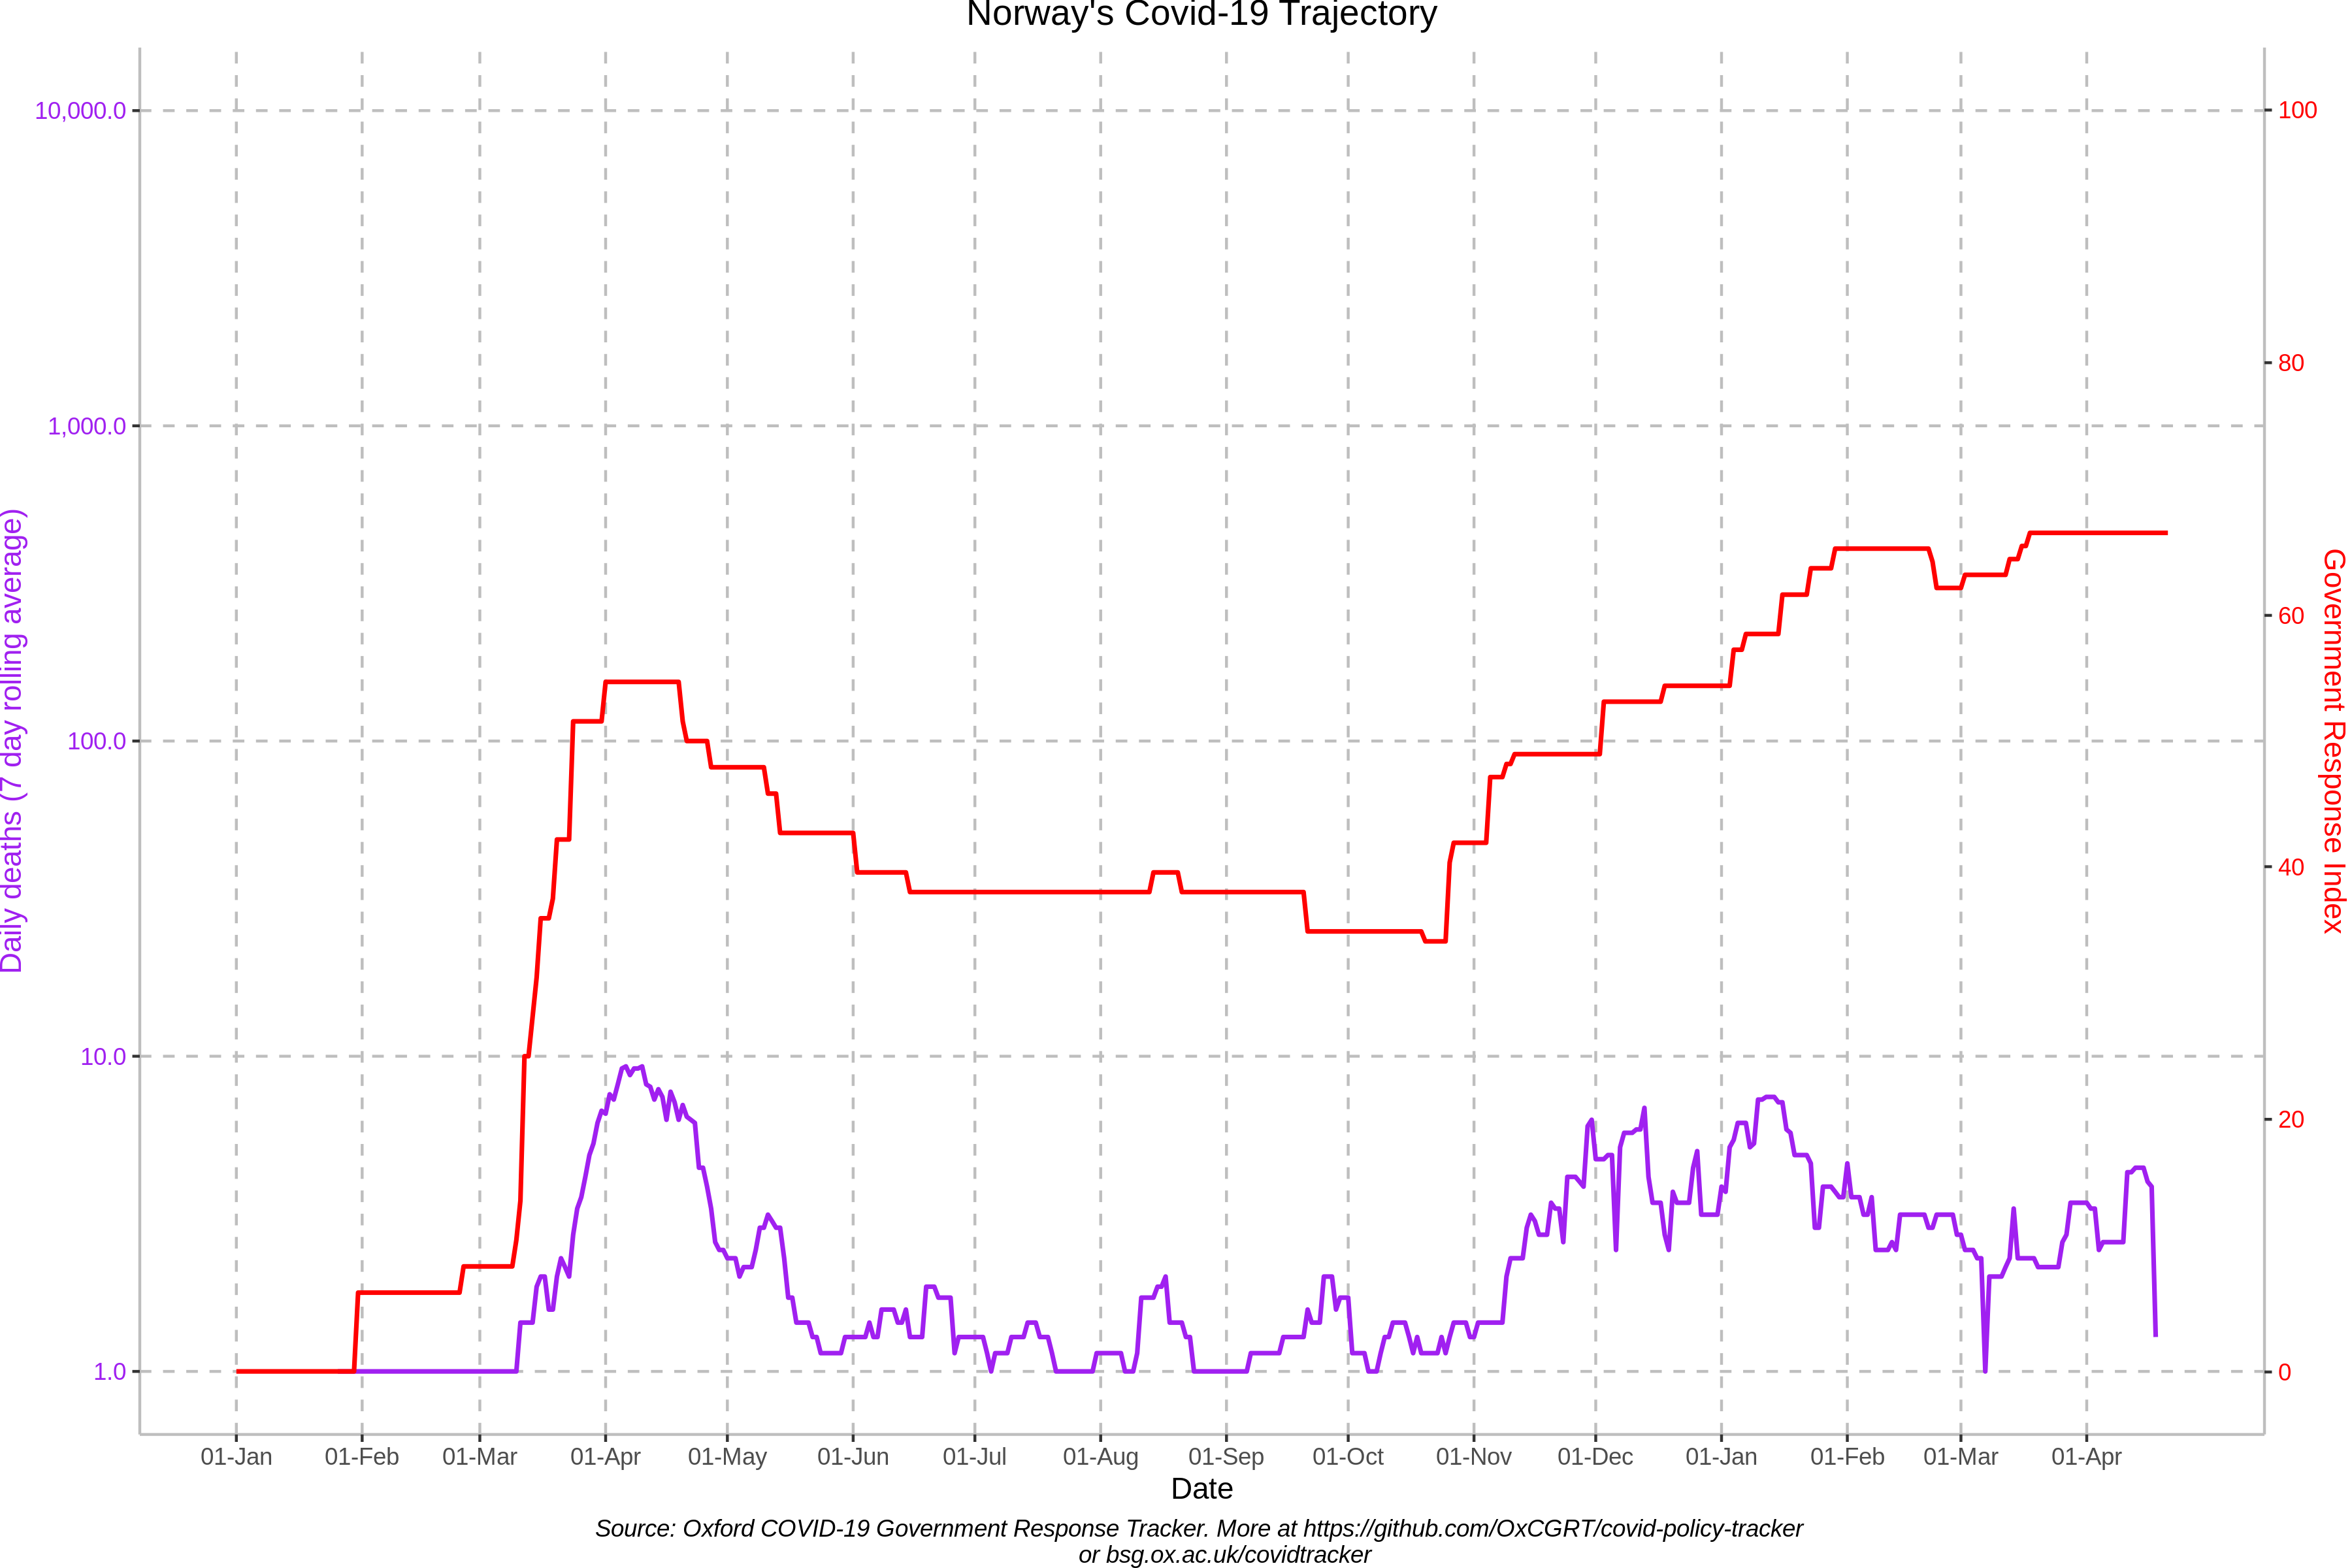 Norway's Covid-19 Trajectory
10,000.0
1,000.0
100.0
10.0
1.0
Daily deaths (7 day rolling average)
100
80
60
40
20
0
Government Response Index
01-Jan 01-Feb 01-Mar 01-Apr 01-May 01-Jun 01-Jul 01-Aug 01-Sep 01-Oct 01-Nov 01-Dec 01-Jan 01-Feb 01-Mar 01-Apr
Date
Source: Oxford COVID-19 Government Response Tracker. More at https://github.com/OxCGRT/covid-policy-tracker
or bsg.ox.ac.uk/covidtracker